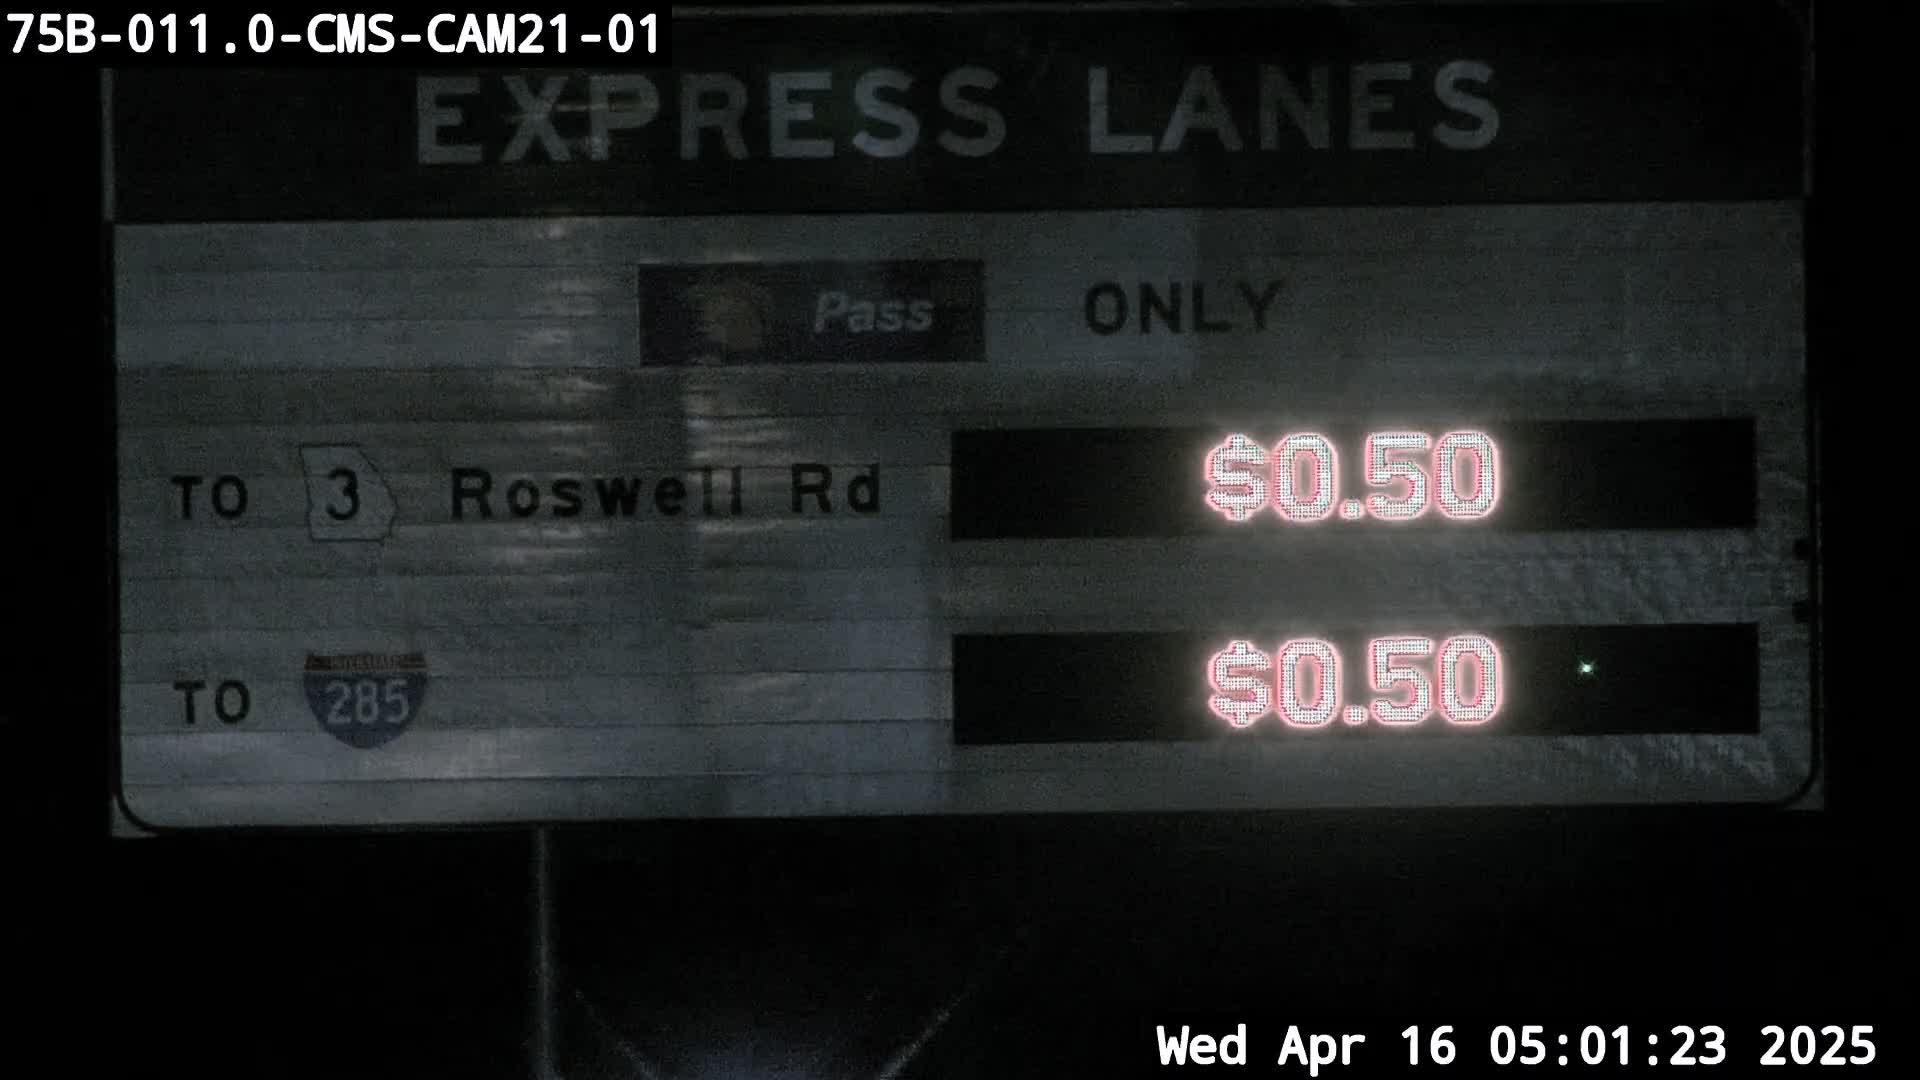 75B-011.0-CMS-CAM21-01
EXPRESS LANES
Pass ONLY
TO 3 Roswell Rd $0.50
INTERSTATE
TO 285 $0.50
Wed Apr 16 05:01:23 2025